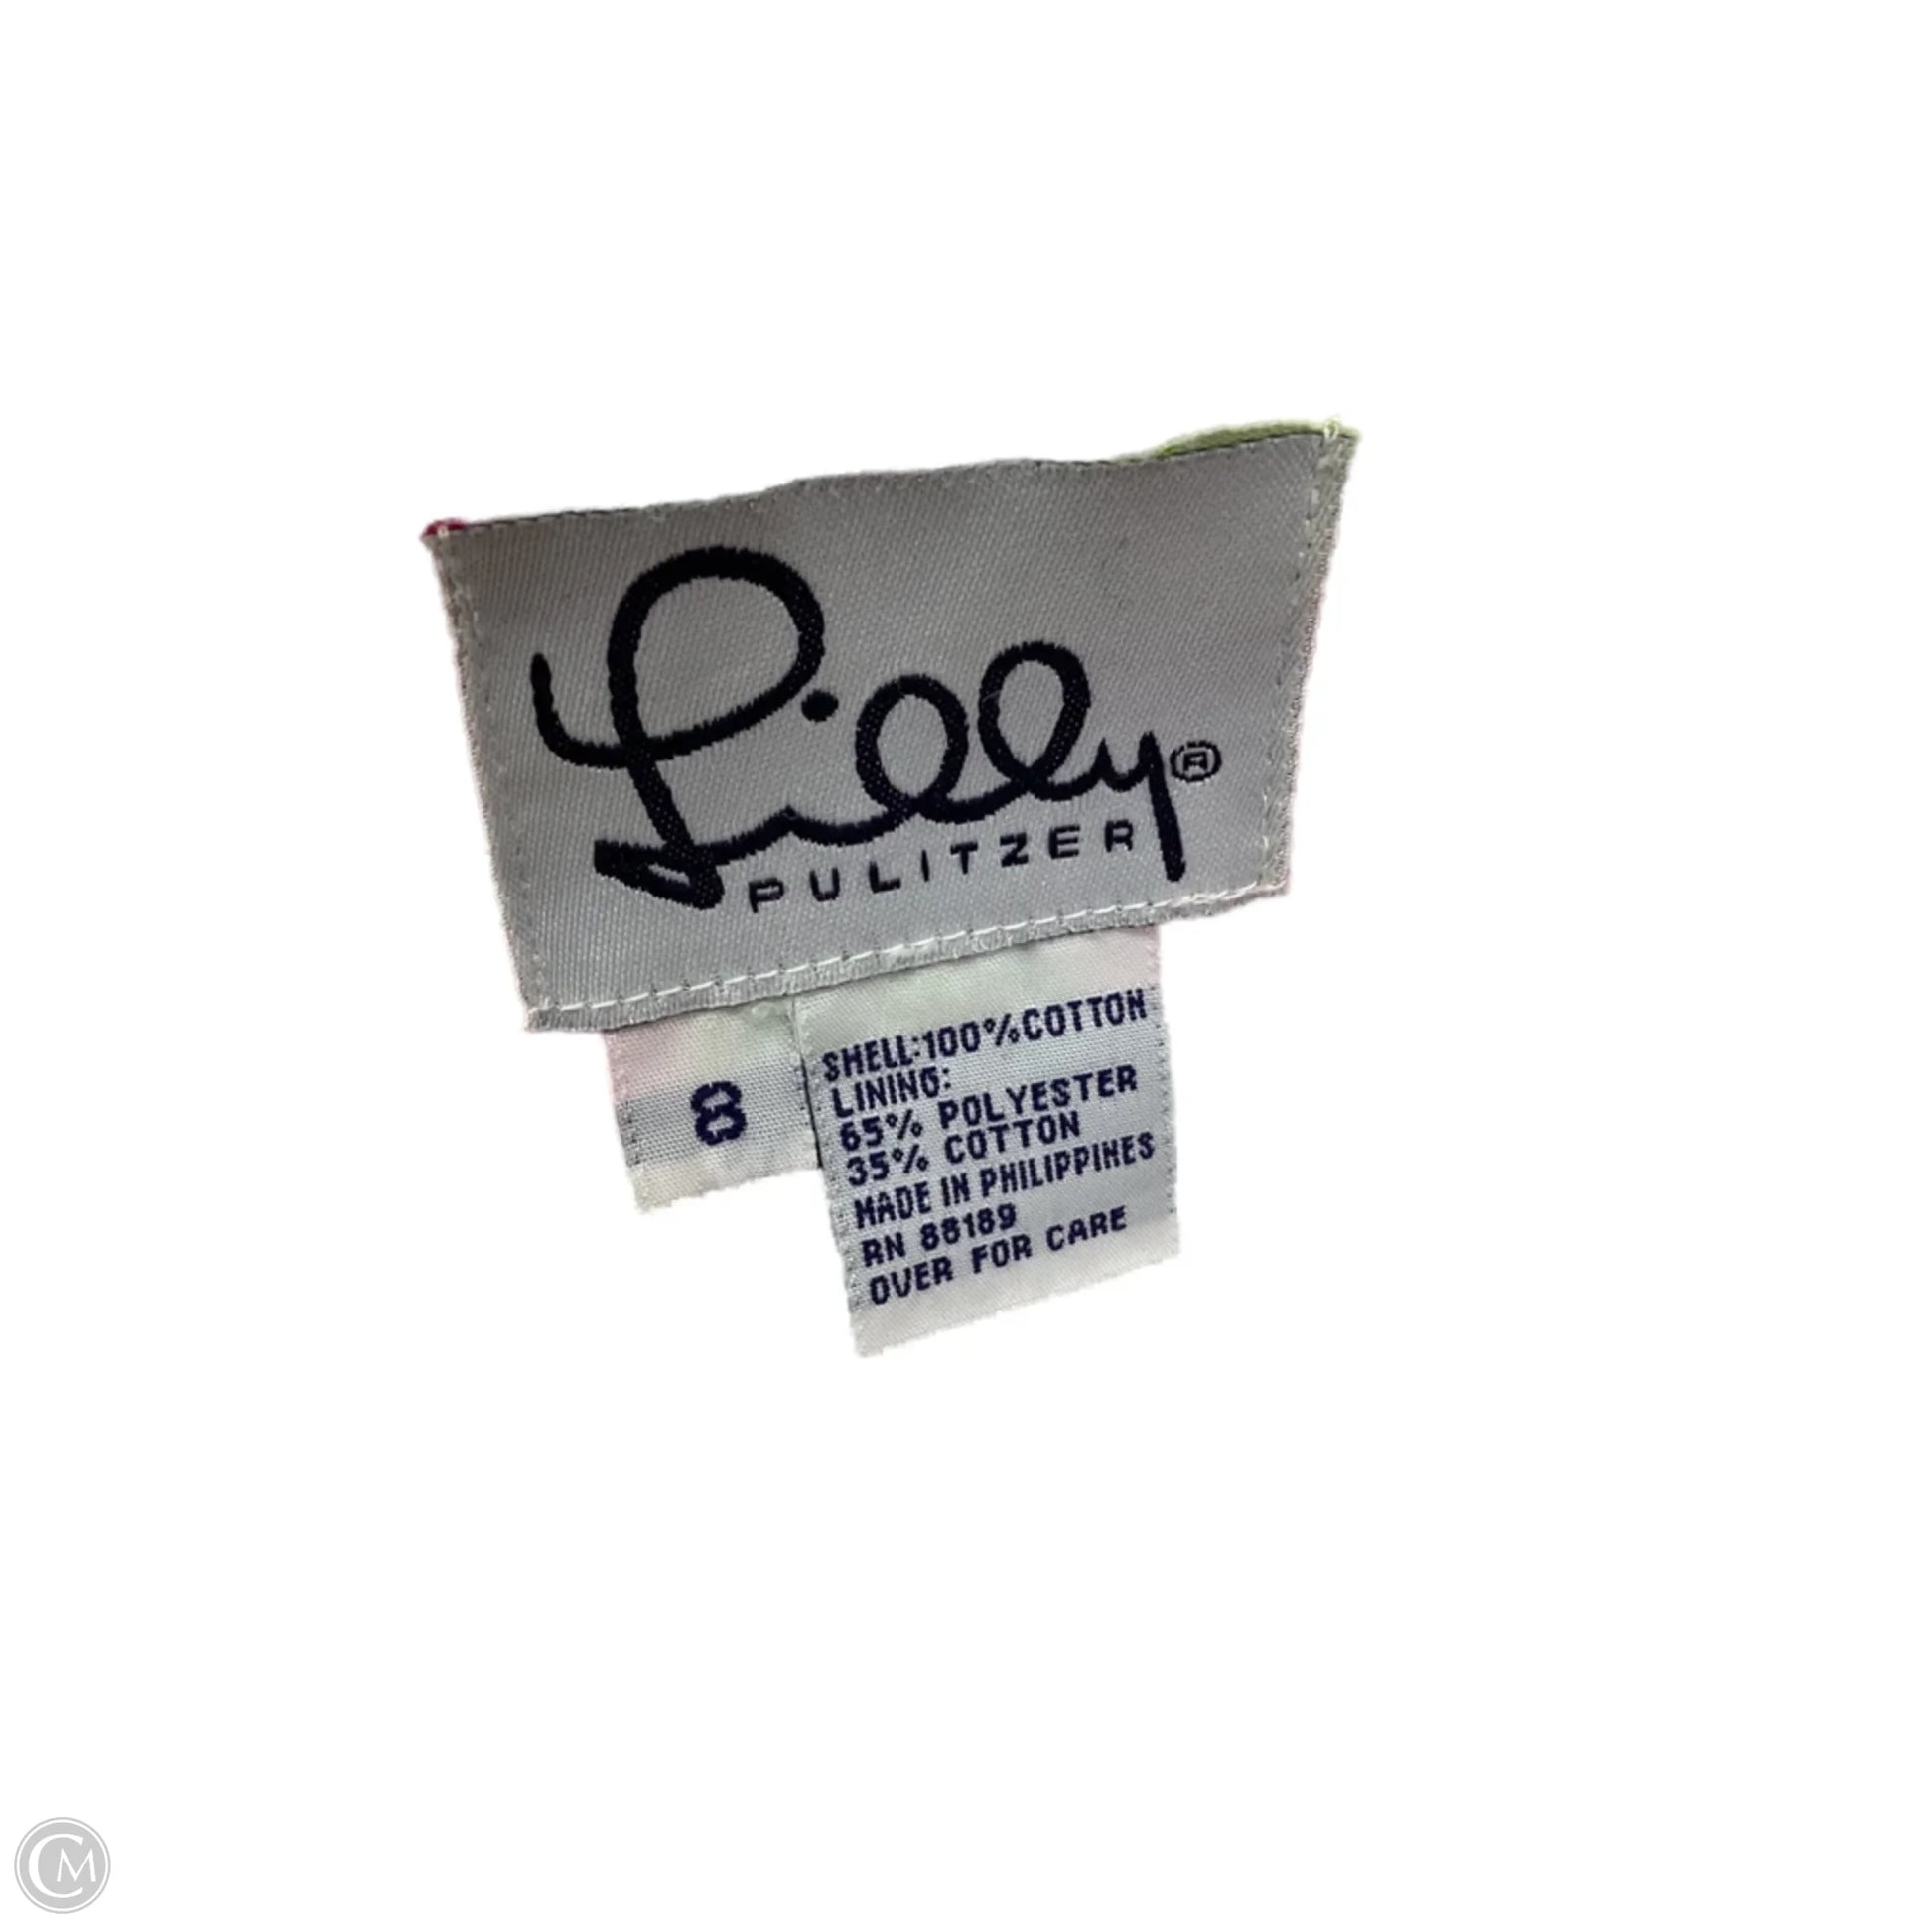 Lilly®
PULITZER
8
SHELL:100%COTTON
LINING:
65% POLYESTER
35% COTTON
MADE IN PHILIPPINES
RN 88189
OVER FOR CARE
CM